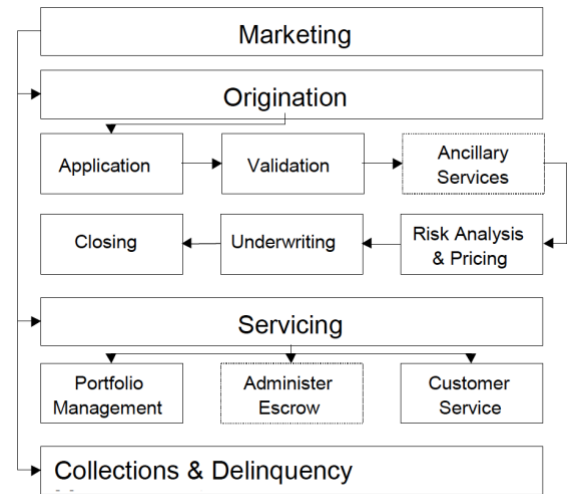 Marketing
Origination
Application
Validation
Ancillary
Services
Closing
Underwriting
Risk Analysis
& Pricing
Servicing
Portfolio
Management
Administer
Escrow
Customer
Service
Collections & Delinquency